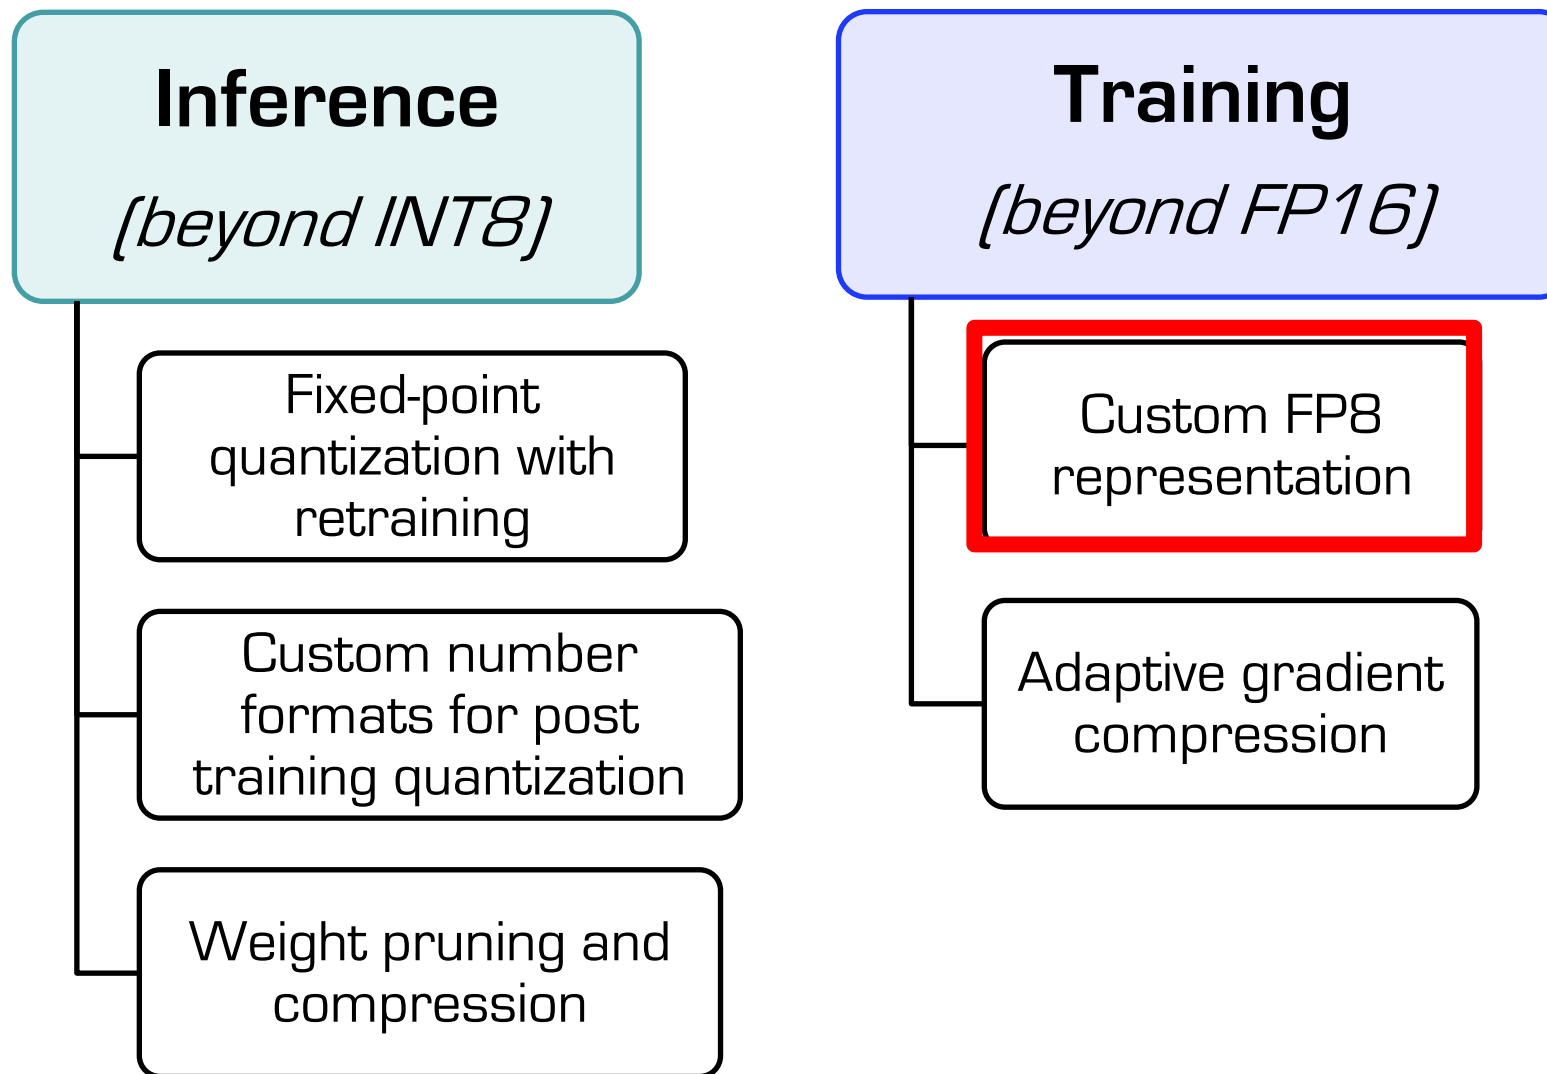 Inference
(beyond INT8)
Fixed-point
quantization with
retraining
Custom number
formats for post
training quantization
Weight pruning and
compression
Training
(beyond FP16)
Custom FP8
representation
Adaptive gradient
compression